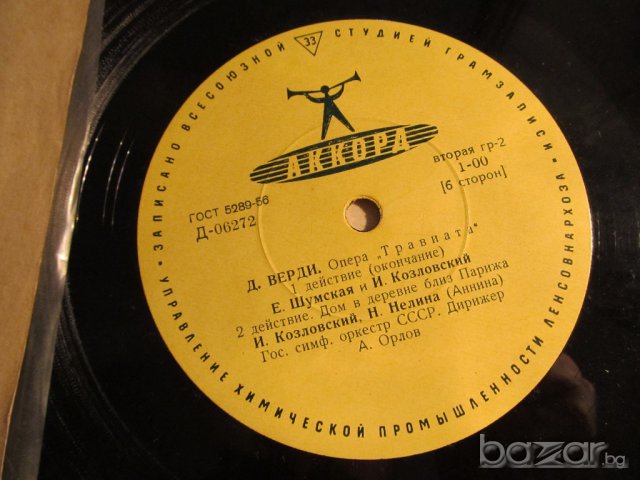 ЗАПИСАНО ВСЕСОЮЗНОЙ СТУДИЕЙ ГРАМЗАПИСИ
33
АККОРД
вторая гр-2
1-00
[6 сторон]
ГОСТ 5289-56
Д-06272
Д. ВЕРДИ. Опера „Травиата"
1 действие (окончание)
Е. Шумская и И. Козловский
2 действие. Дом в деревне близ Парижа
И. Козловский, Н. Нелина (Аннина)
Гос. симф. оркестр СССР. Дирижер
А. Орлов
УПРАВЛЕНИЕ ХИМИЧЕСКОЙ ПРОМЫШЛЕННОСТИ ЛЕНСОВНАРХОЗА
bazar.бг